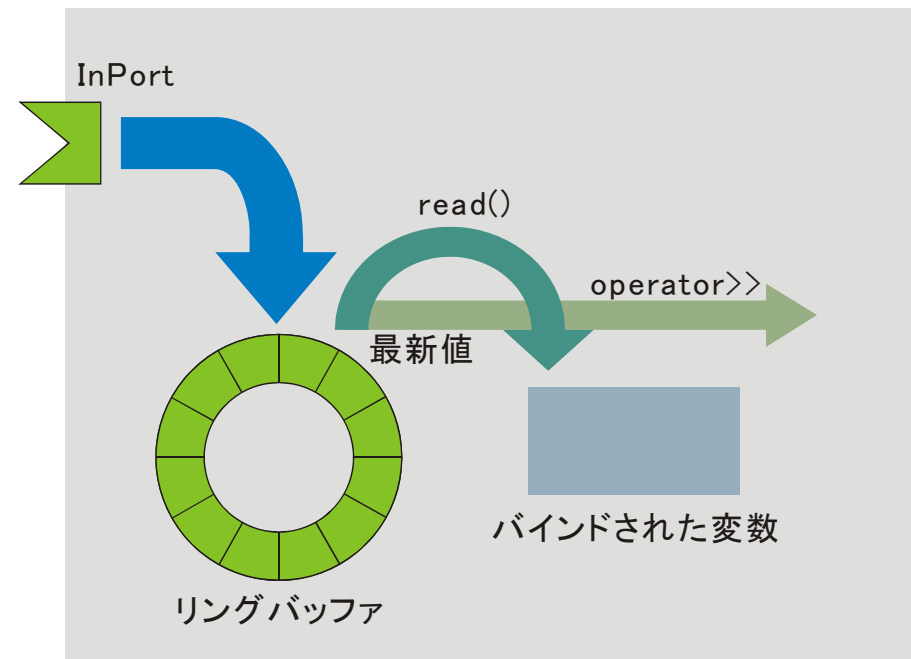 InPort
read()
operator>>
最新値
バインドされた変数
リングバッファ